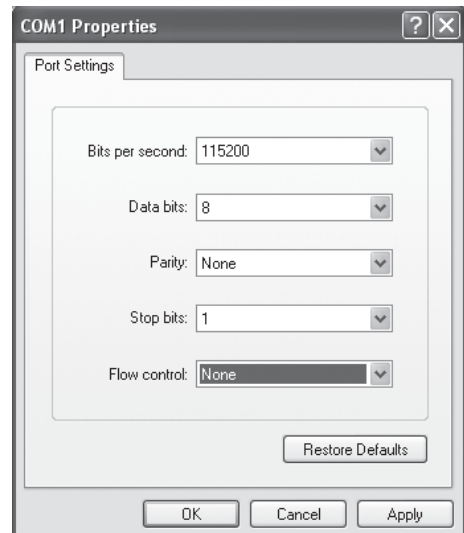 COM1 Properties
Port Settings
Bits per second: 115200
Data bits: 8
Parity: None
Stop bits: 1
Flow control: None
Restore Defaults
OK Cancel Apply